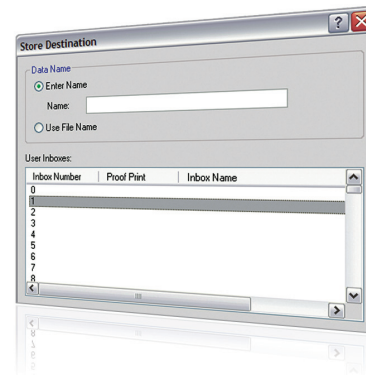 Store Destination
Data Name
Enter Name
Name:
Use File Name
User Inboxes:
Inbox Number Proof Print Inbox Name
0
1
2
3
4
5
6
7
8